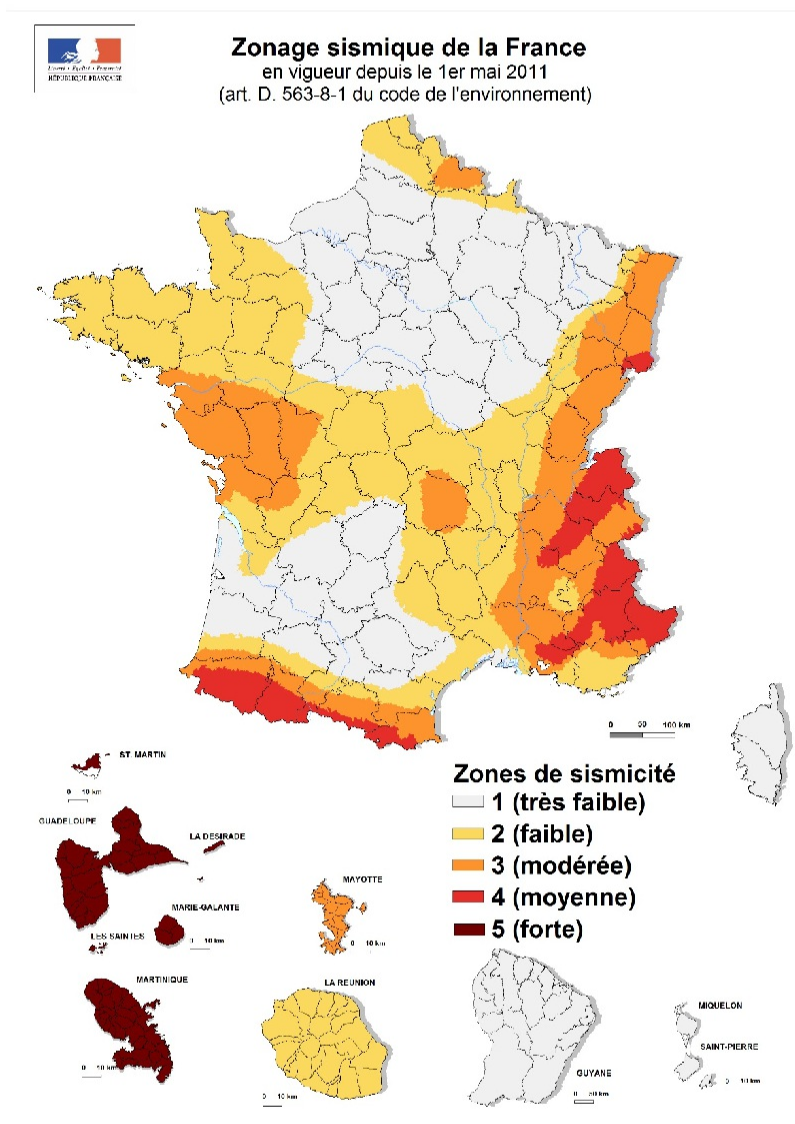 Liberté • Égalité • Fraternité
RÉPUBLIQUE FRANÇAISE
Zonage sismique de la France
en vigueur depuis le 1er mai 2011
(art. D. 563-8-1 du code de l'environnement)
0 50 100 km
ST MARTIN
0 10 km
GUADELOUPE
LA DESIRADE
MARIE-GALANTE
LES SAINTES
0 10 km
MAYOTTE
0 10 km
Zones de sismicité
1 (très faible)
2 (faible)
3 (modérée)
4 (moyenne)
5 (forte)
MARTINIQUE
0 10 km
LA REUNION
0 10 km
GUYANE
0 50 km
MIQUELON
SAINT-PIERRE
0 10 km